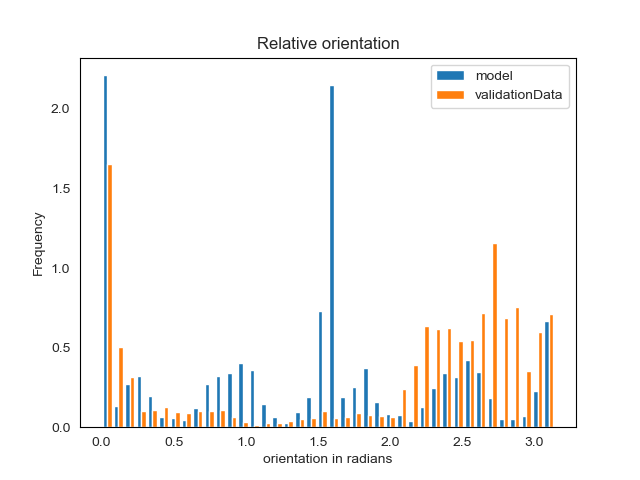 Relative orientation
model
validationData
Frequency
2.0
1.5
1.0
0.5
0.0
0.0 0.5 1.0 1.5 2.0 2.5 3.0
orientation in radians